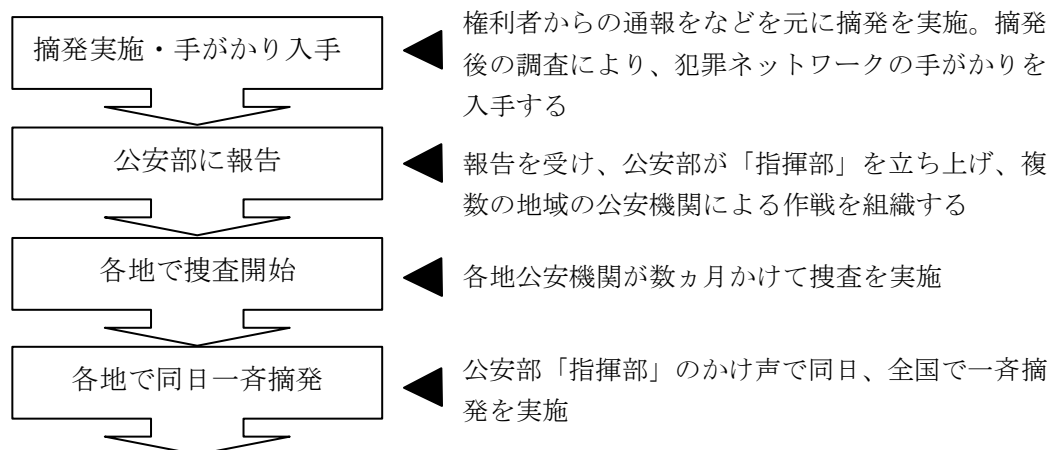 摘発実施・手がかり入手
権利者からの通報をなどを元に摘発を実施。摘発
後の調査により、犯罪ネットワークの手がかりを
入手する
公安部に報告
報告を受け、公安部が「指揮部」を立ち上げ、複
数の地域の公安機関による作戦を組織する
各地で捜査開始
各地公安機関が数ヵ月かけて捜査を実施
各地で同日一斉摘発
公安部「指揮部」のかけ声で同日、全国で一斉摘
発を実施